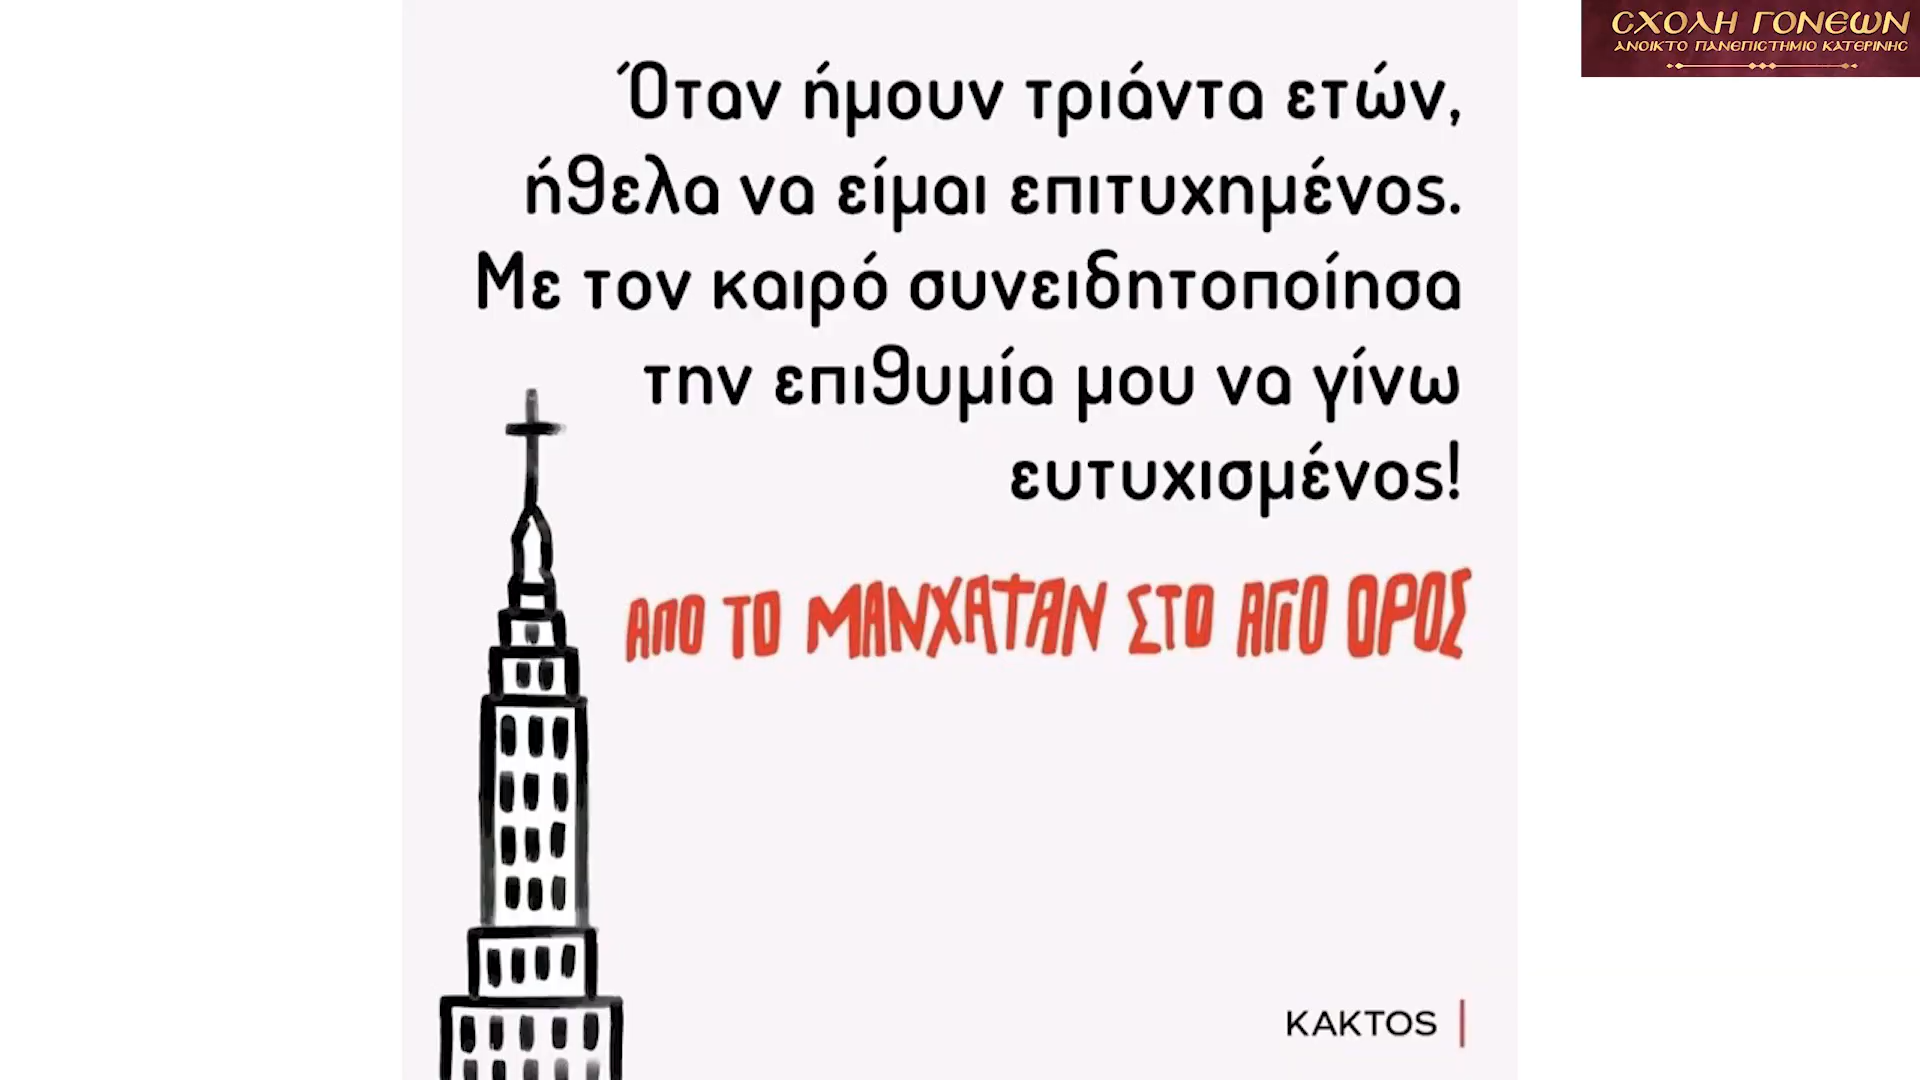 ΣΧΟΛΗ ΓΟΝΕΩΝ
ΑΝΟΙΚΤΟ ΠΑΝΕΠΙΣΤΗΜΙΟ ΚΑΤΕΡΙΝΗΣ
Όταν ήμουν τριάντα ετών,
ήθελα να είμαι επιτυχημένος.
Με τον καιρό συνειδητοποίησα
την επιθυμία μου να γίνω
ευτυχισμένος!
ΑΠΟ ΤΟ ΜΑΝΧΑΤΑΝ ΣΤΟ ΑΓΙΟ ΟΡΟΣ
ΚΑΚΤΟS